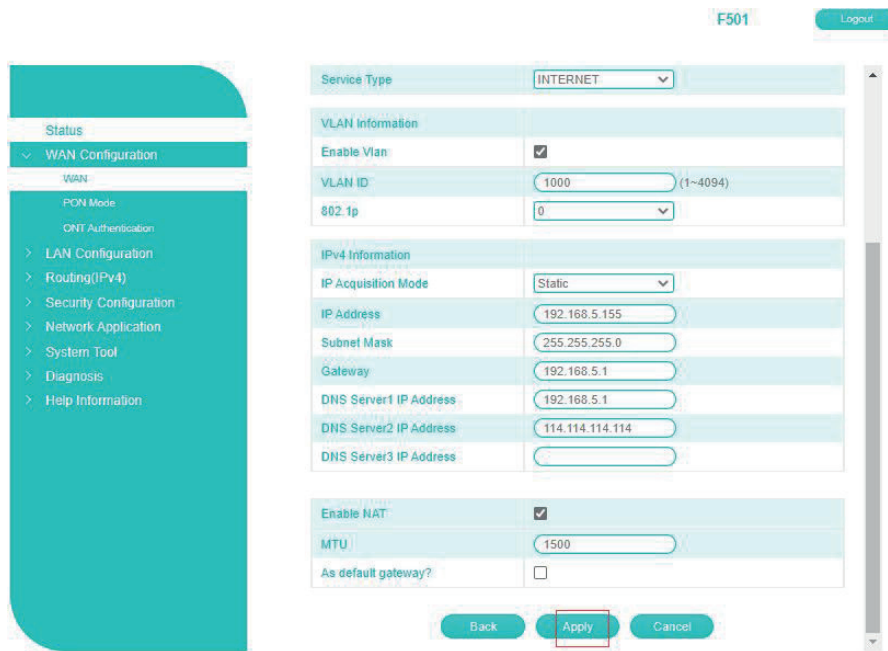 F501
Logout
Status
WAN Configuration
WAN
PON Mode
ONT Authentication
LAN Configuration
Routing(IPv4)
Security Configuration
Network Application
System Tool
Diagnosis
Help Information
Service Type INTERNET
VLAN Information
Enable Vlan
VLAN ID 1000 (1~4094)
802.1p 0
IPv4 Information
IP Acquisition Mode Static
IP Address 192.168.5.155
Subnet Mask 255.255.255.0
Gateway 192.168.5.1
DNS Server1 IP Address 192.168.5.1
DNS Server2 IP Address 114.114.114.114
DNS Server3 IP Address
Enable NAT
MTU 1500
As default gateway?
Back Apply Cancel